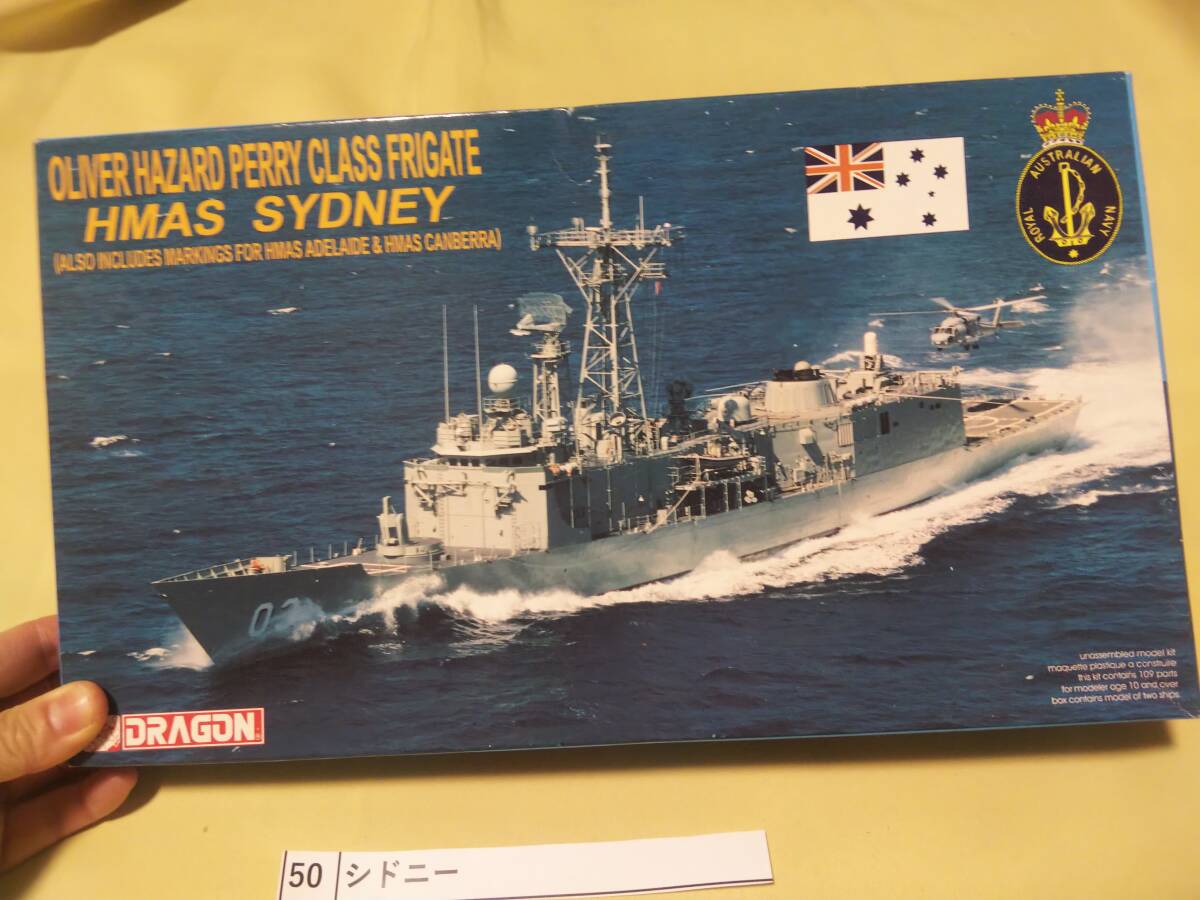 OLIVER HAZARD PERRY CLASS FRIGATE
HMAS SYDNEY
(ALSO INCLUDES MARKINGS FOR HMAS ADELAIDE & HMAS CANBERRA)
ROYAL AUSTRALIAN NAVY
03
unassembled model kit
maquette plastique a construite
this kit contains 109 parts
for modeler age 10 and over
box contains model of two ships.
DRAGON
50 シドニー